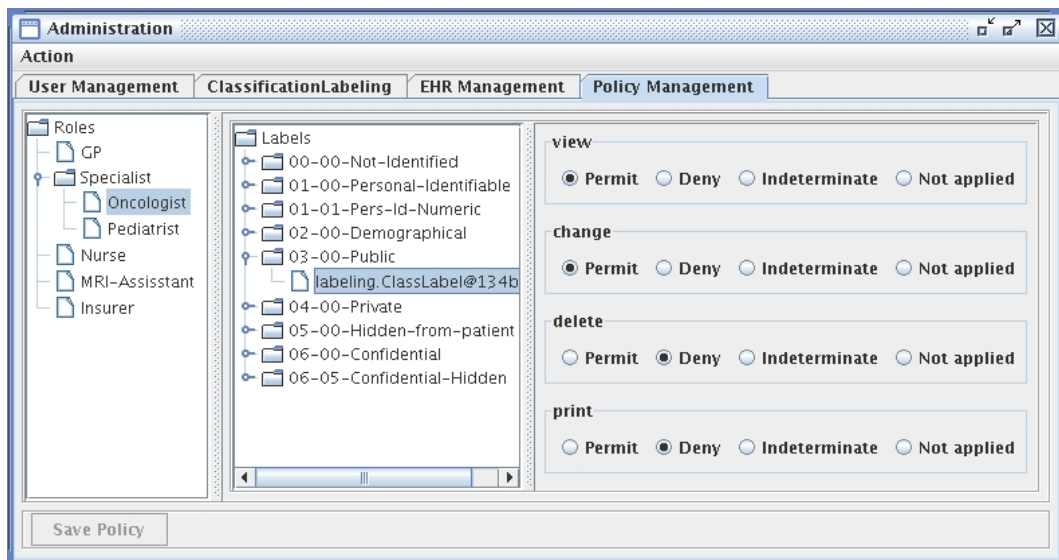 Administration
Action
User Management ClassificationLabeling EHR Management Policy Management
Roles
GP
Specialist
Oncologist
Pediatrist
Nurse
MRI-Assisstant
Insurer
Labels
00-00-Not-Identified
01-00-Personal-Identifiable
01-01-Pers-Id-Numeric
02-00-Demographical
03-00-Public
labeling.ClassLabel@134b
04-00-Private
05-00-Hidden-from-patient
06-00-Confidential
06-05-Confidential-Hidden
view
Permit Deny Indeterminate Not applied
change
Permit Deny Indeterminate Not applied
delete
Permit Deny Indeterminate Not applied
print
Permit Deny Indeterminate Not applied
Save Policy